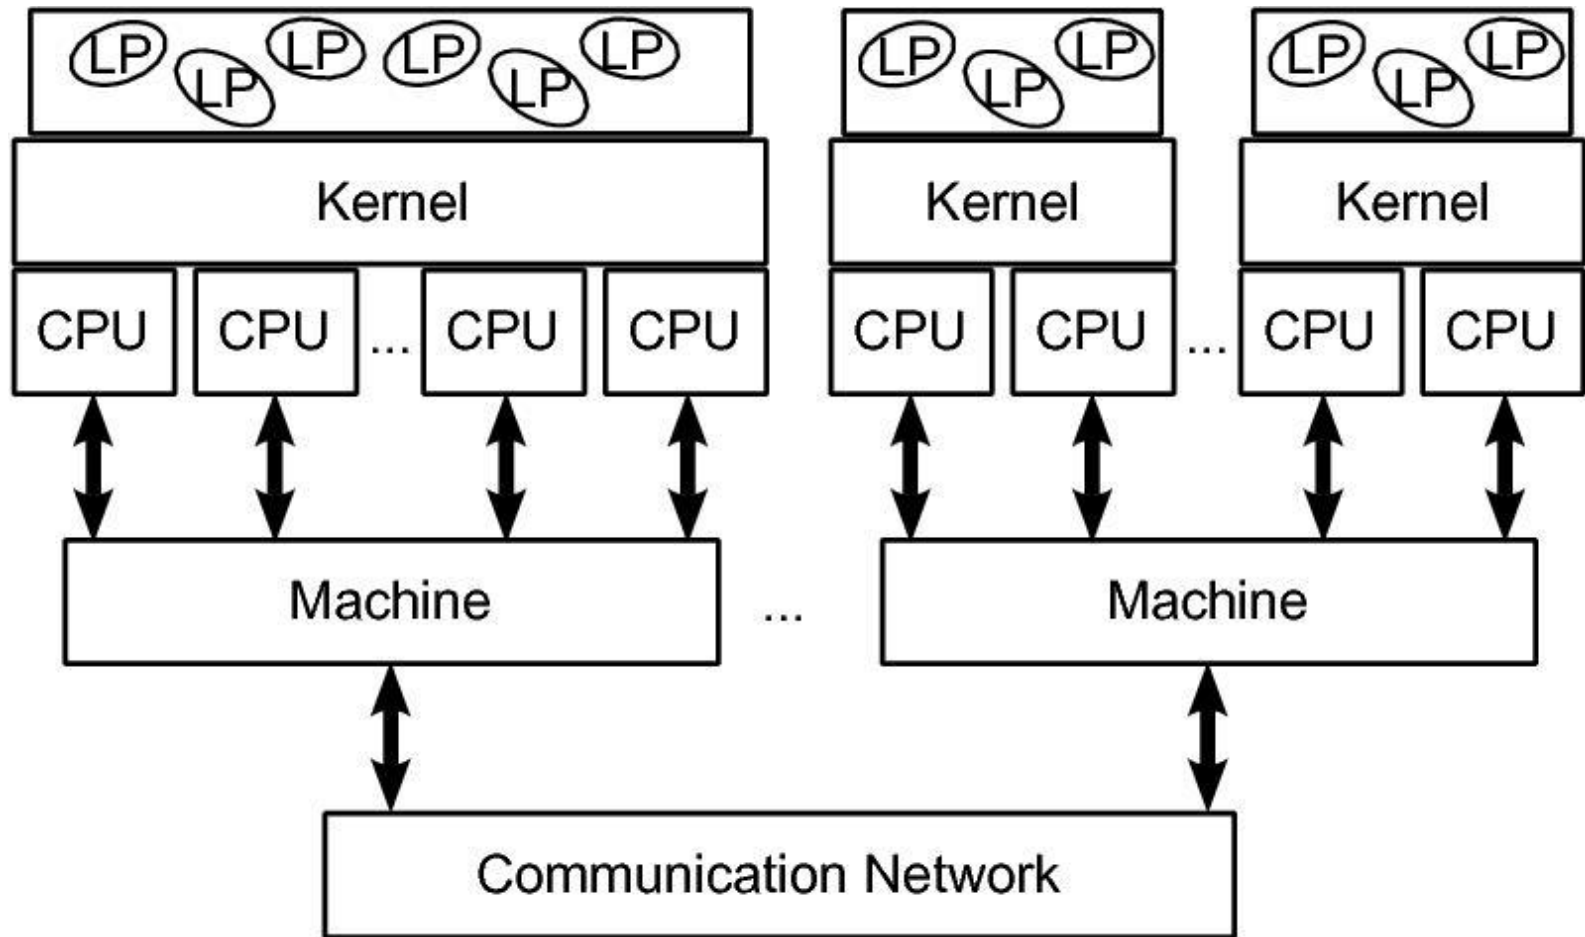 LP LP LP LP LP LP LP LP LP LP LP LP
Kernel Kernel Kernel
CPU CPU ... CPU CPU CPU CPU ... CPU CPU
Machine ... Machine
Communication Network